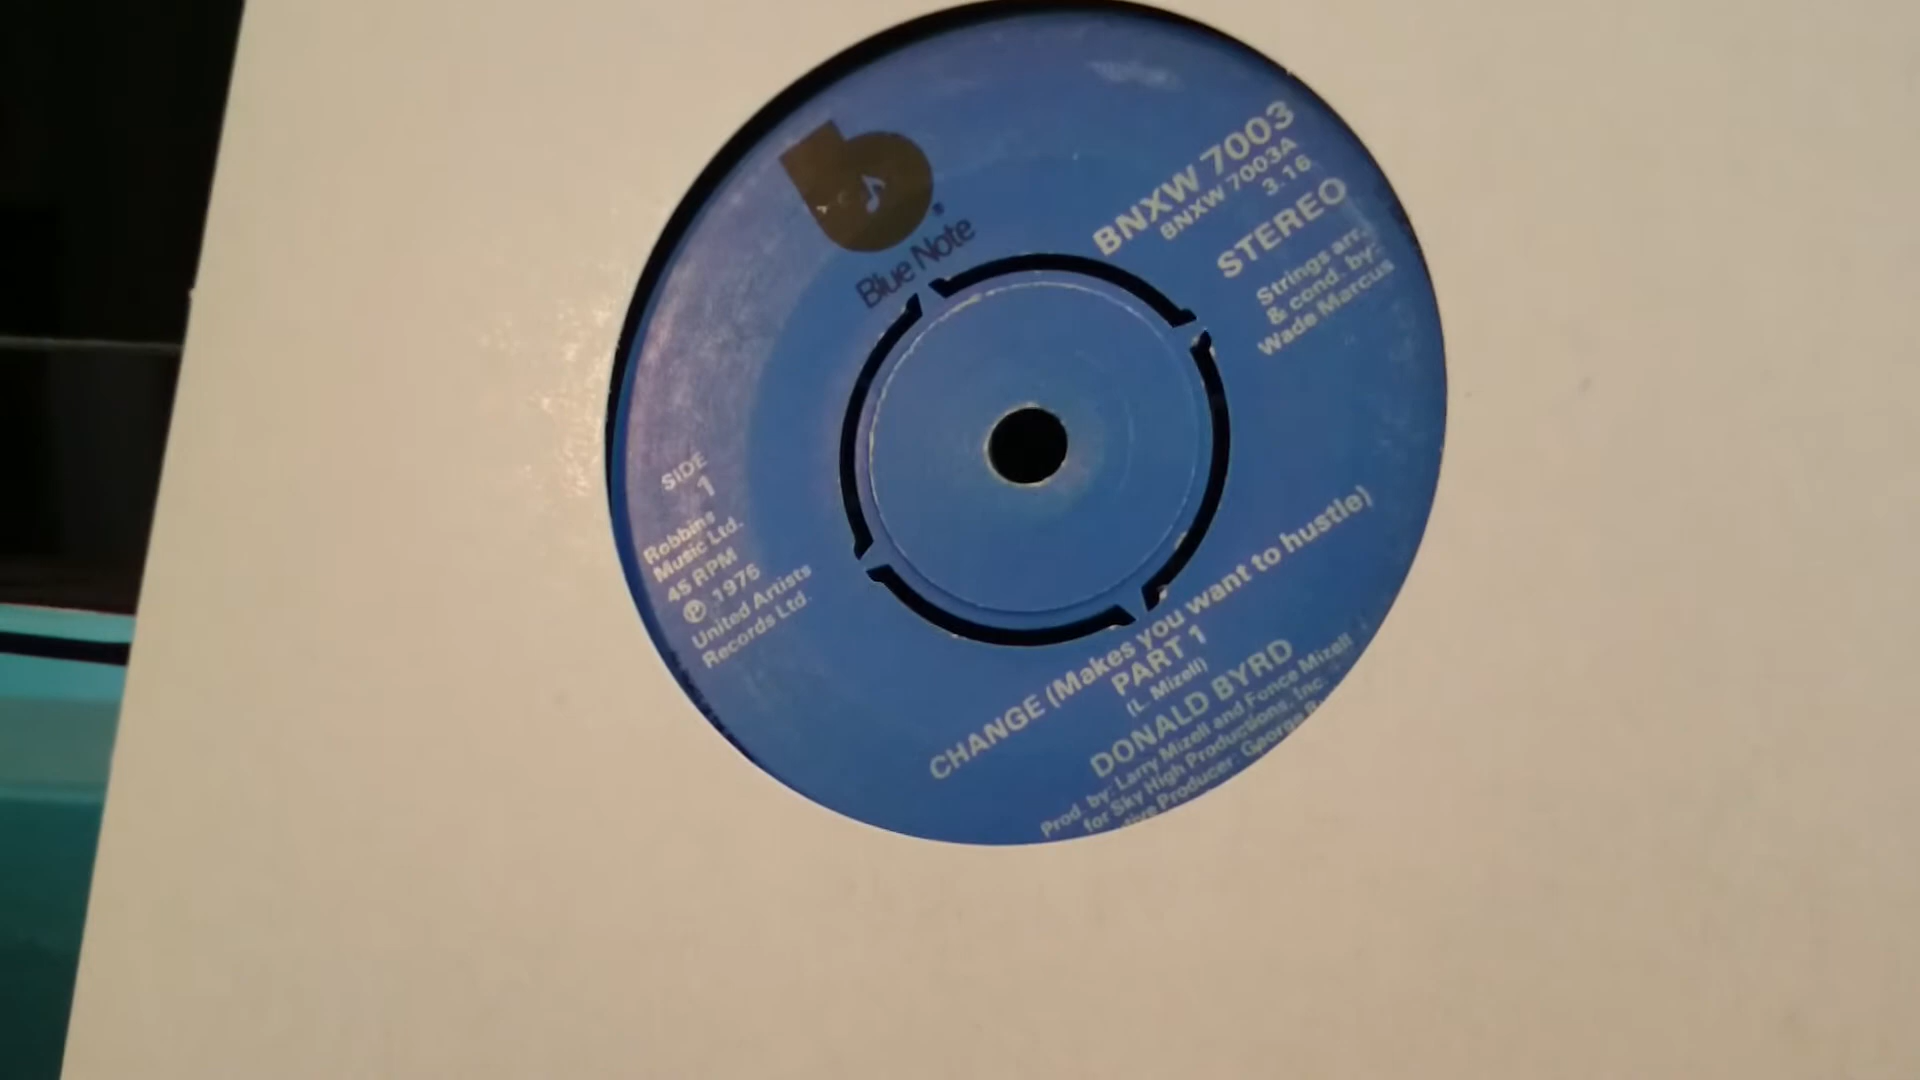 Blue Note
BNXW 7003
BNXW 7003A
3.16
STEREO
Strings arr.
& cond. by:
Wade Marcus
SIDE
1
Robbins
Music Ltd.
45 RPM
℗ 1976
United Artists
Records Ltd.
CHANGE (Makes you want to hustle)
PART 1
(L. Mizell)
DONALD BYRD
Prod. by: Larry Mizell and Fonce Mizell
for Sky High Productions, Inc.
Producer: George